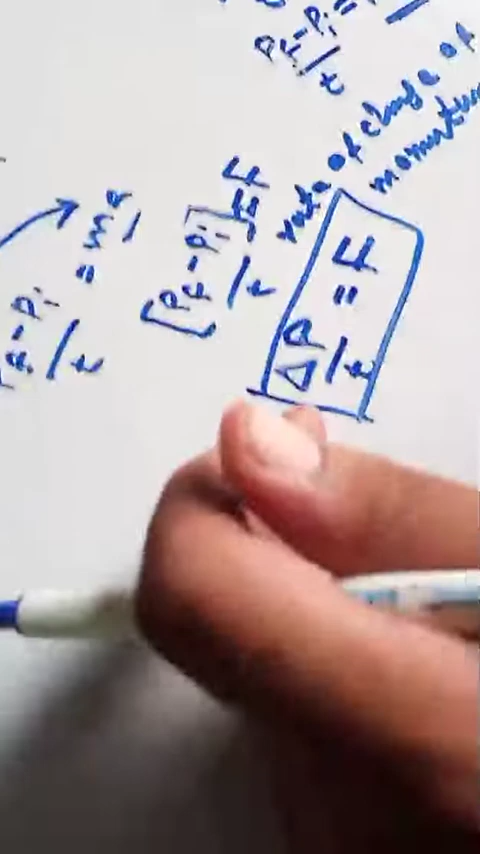 Pf-Pi =
/t
rate of change of
momentum
Pf-Pi/t = ma
[Pf-Pi]/t = F
ΔP/t = F